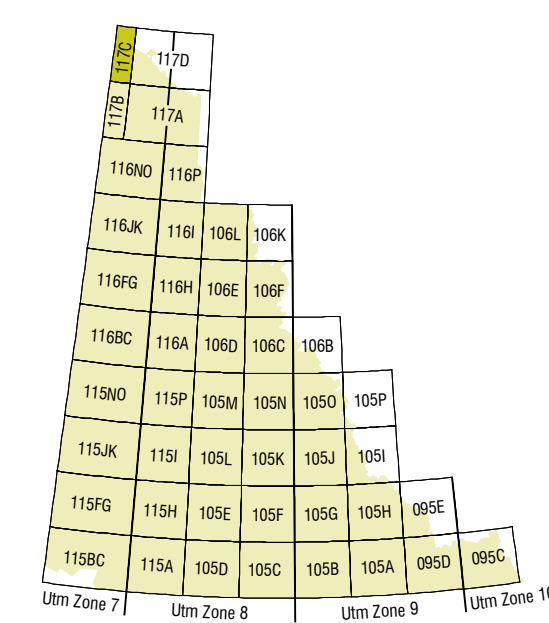 117C 117D
117B 117A
116NO 116P
116JK 116I 106L 106K
116FG 116H 106E 106F
116BC 116A 106D 106C 106B
115NO 115P 105M 105N 105O 105P
115JK 115I 105L 105K 105J 105I
115FG 115H 105E 105F 105G 105H 095E
115BC 115A 105D 105C 105B 105A 095D 095C
Utm Zone 7 Utm Zone 8 Utm Zone 9 Utm Zone 10